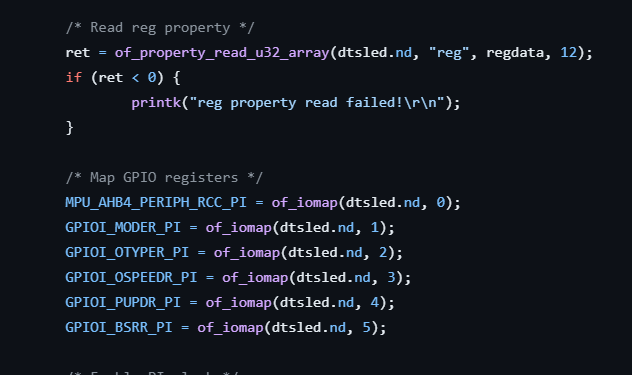 /* Read reg property */
ret = of_property_read_u32_array(dtsled.nd, "reg", regdata, 12);
if (ret < 0) {
printk("reg property read failed!\r\n");
}
/* Map GPIO registers */
MPU_AHB4_PERIPH_RCC_PI = of_iomap(dtsled.nd, 0);
GPIOI_MODER_PI = of_iomap(dtsled.nd, 1);
GPIOI_OTYPER_PI = of_iomap(dtsled.nd, 2);
GPIOI_OSPEEDR_PI = of_iomap(dtsled.nd, 3);
GPIOI_PUPDR_PI = of_iomap(dtsled.nd, 4);
GPIOI_BSRR_PI = of_iomap(dtsled.nd, 5);